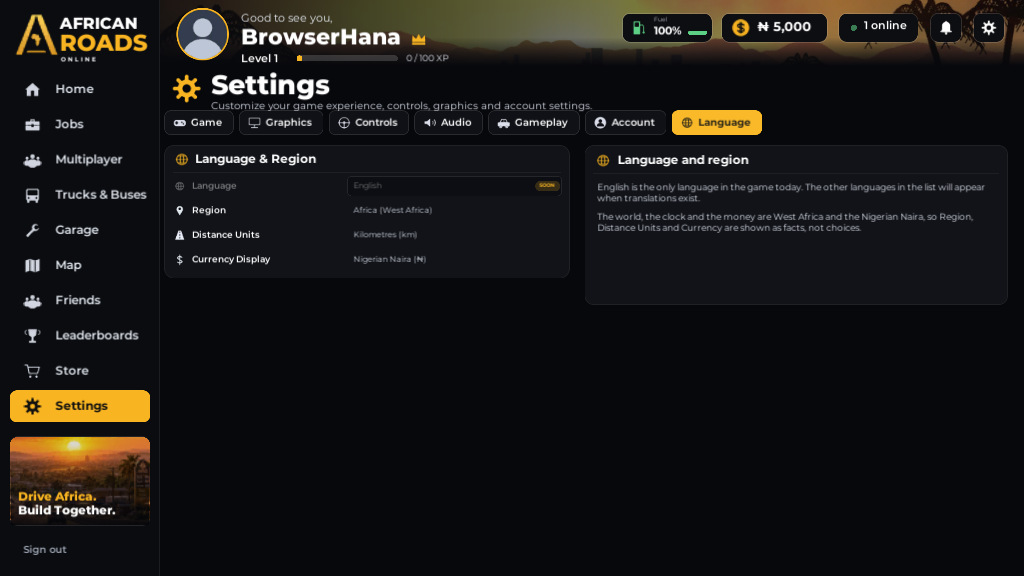 AFRICAN
ROADS
ONLINE
Good to see you,
BrowserHana
Level 1
0 / 100 XP
Fuel
100%
₦ 5,000
1 online
Home
Jobs
Multiplayer
Trucks & Buses
Garage
Map
Friends
Leaderboards
Store
Settings
Drive Africa.
Build Together.
Sign out
Settings
Customize your game experience, controls, graphics and account settings.
Game
Graphics
Controls
Audio
Gameplay
Account
Language
Language & Region
Language
English
SOON
Region
Africa (West Africa)
Distance Units
Kilometres (km)
$ Currency Display
Nigerian Naira (₦)
Language and region
English is the only language in the game today. The other languages in the list will appear
when translations exist.
The world, the clock and the money are West Africa and the Nigerian Naira, so Region,
Distance Units and Currency are shown as facts, not choices.